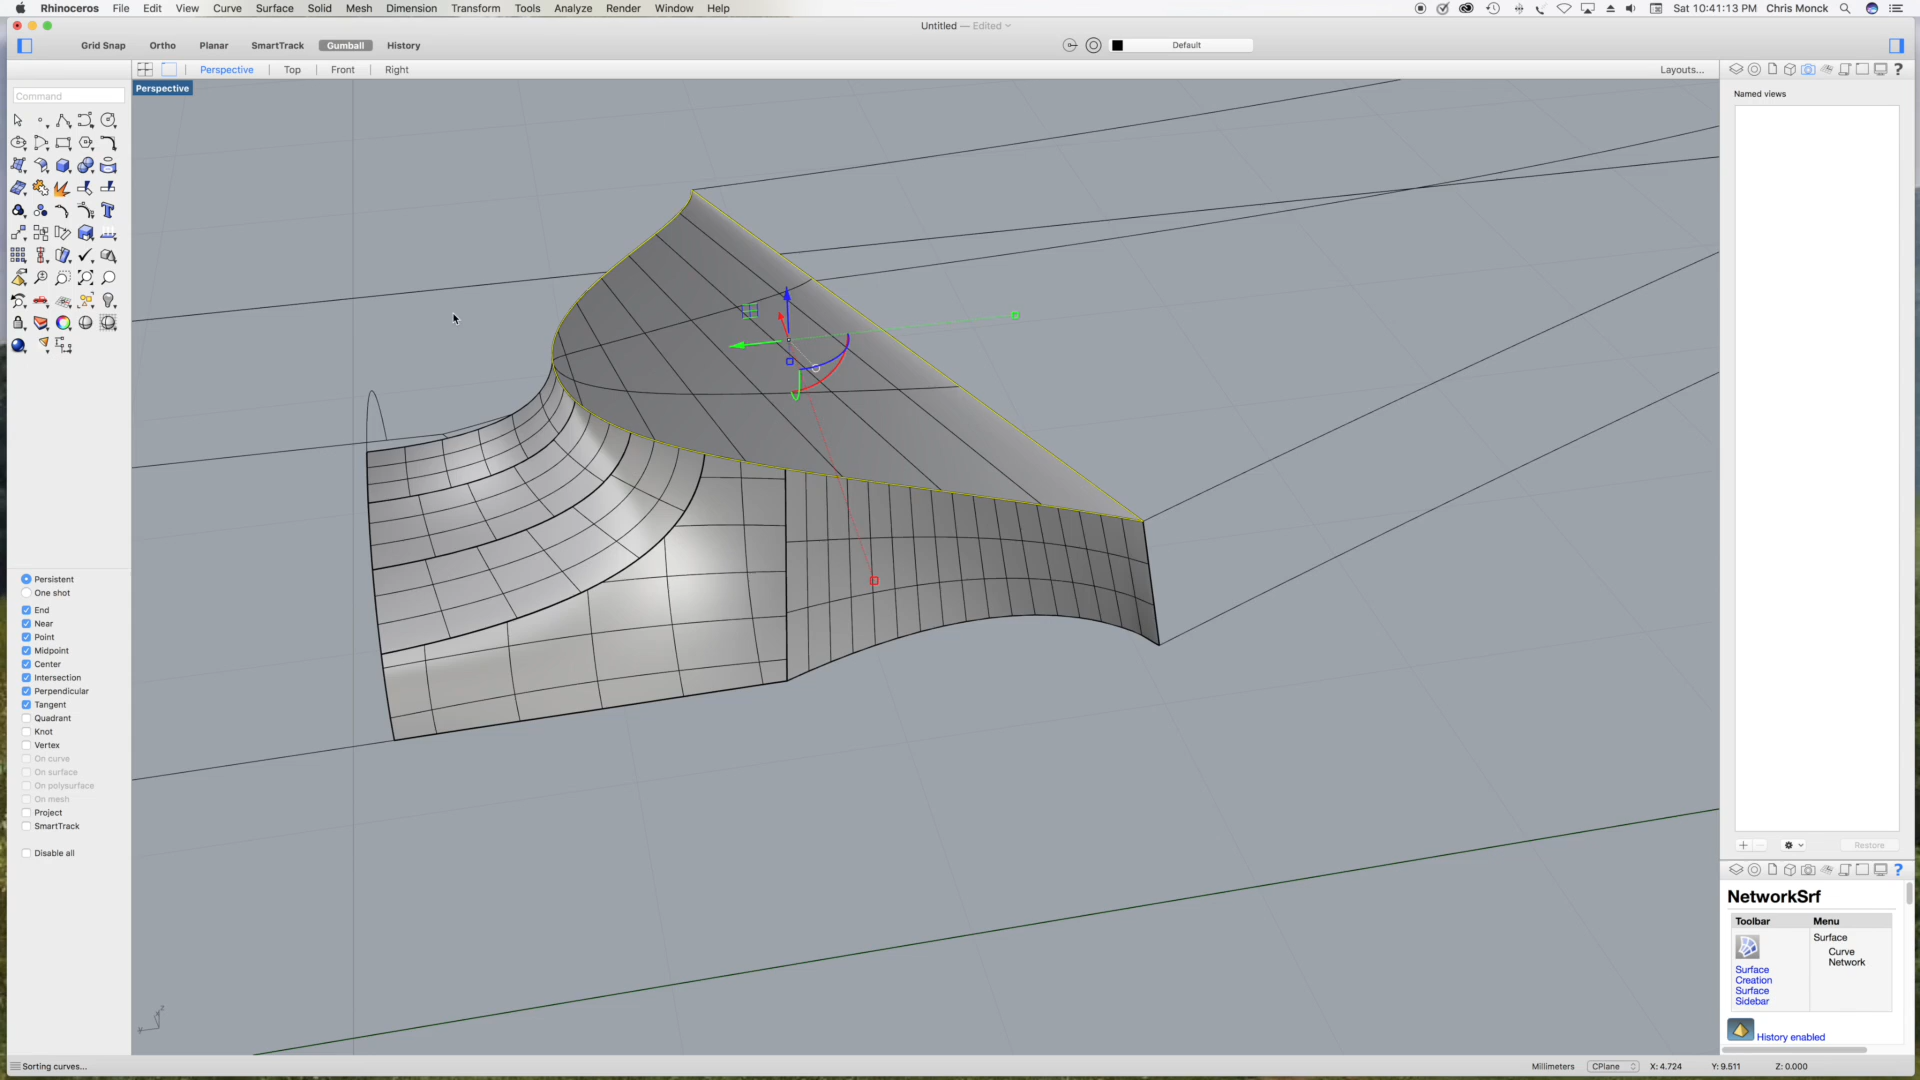 Rhinoceros File Edit View Curve Surface Solid Mesh Dimension Transform Tools Analyze Render Window Help Sat 10:41:13 PM Chris Monck
Untitled — Edited
Grid Snap Ortho Planar SmartTrack Gumball History Default
Perspective Top Front Right Layouts...
Perspective
Command
Named views
Persistent
One shot
End
Near
Point
Midpoint
Center
Intersection
Perpendicular
Tangent
Quadrant
Knot
Vertex
On curve
On surface
On polysurface
On mesh
Project
SmartTrack
Disable all
Restore
NetworkSrf
Toolbar Menu
Surface Creation
Surface Sidebar
Surface
Curve
Network
History enabled
z
y
Sorting curves... Millimeters CPlane X: 4.724 Y: 9.511 Z: 0.000